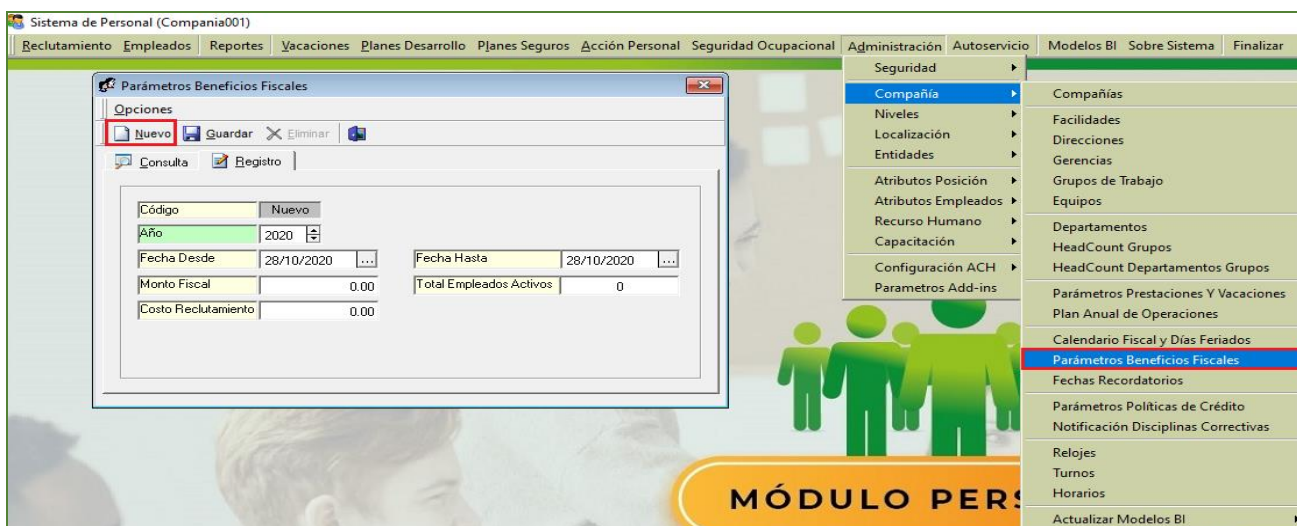 Sistema de Personal (Compania001)
Reclutamiento Empleados Reportes Vacaciones Planes Desarrollo Planes Seguros Acción Personal Seguridad Ocupacional Administración Autoservicio Modelos BI Sobre Sistema Finalizar
Parámetros Beneficios Fiscales
Opciones
Nuevo Guardar Eliminar
Consulta Registro
Código Nuevo
Año 2020
Fecha Desde 28/10/2020 ... Fecha Hasta 28/10/2020 ...
Monto Fiscal 0.00 Total Empleados Activos 0
Costo Reclutamiento 0.00
Seguridad
Compañía
Niveles
Localización
Entidades
Atributos Posición
Atributos Empleados
Recurso Humano
Capacitación
Configuración ACH
Parametros Add-ins
Compañías
Facilidades
Direcciones
Gerencias
Grupos de Trabajo
Equipos
Departamentos
HeadCount Grupos
HeadCount Departamentos Grupos
Parámetros Prestaciones Y Vacaciones
Plan Anual de Operaciones
Calendario Fiscal y Días Feriados
Parámetros Beneficios Fiscales
Fechas Recordatorios
Parámetros Políticas de Crédito
Notificación Disciplinas Correctivas
Relojes
Turnos
Horarios
Actualizar Modelos BI
MÓDULO PERS